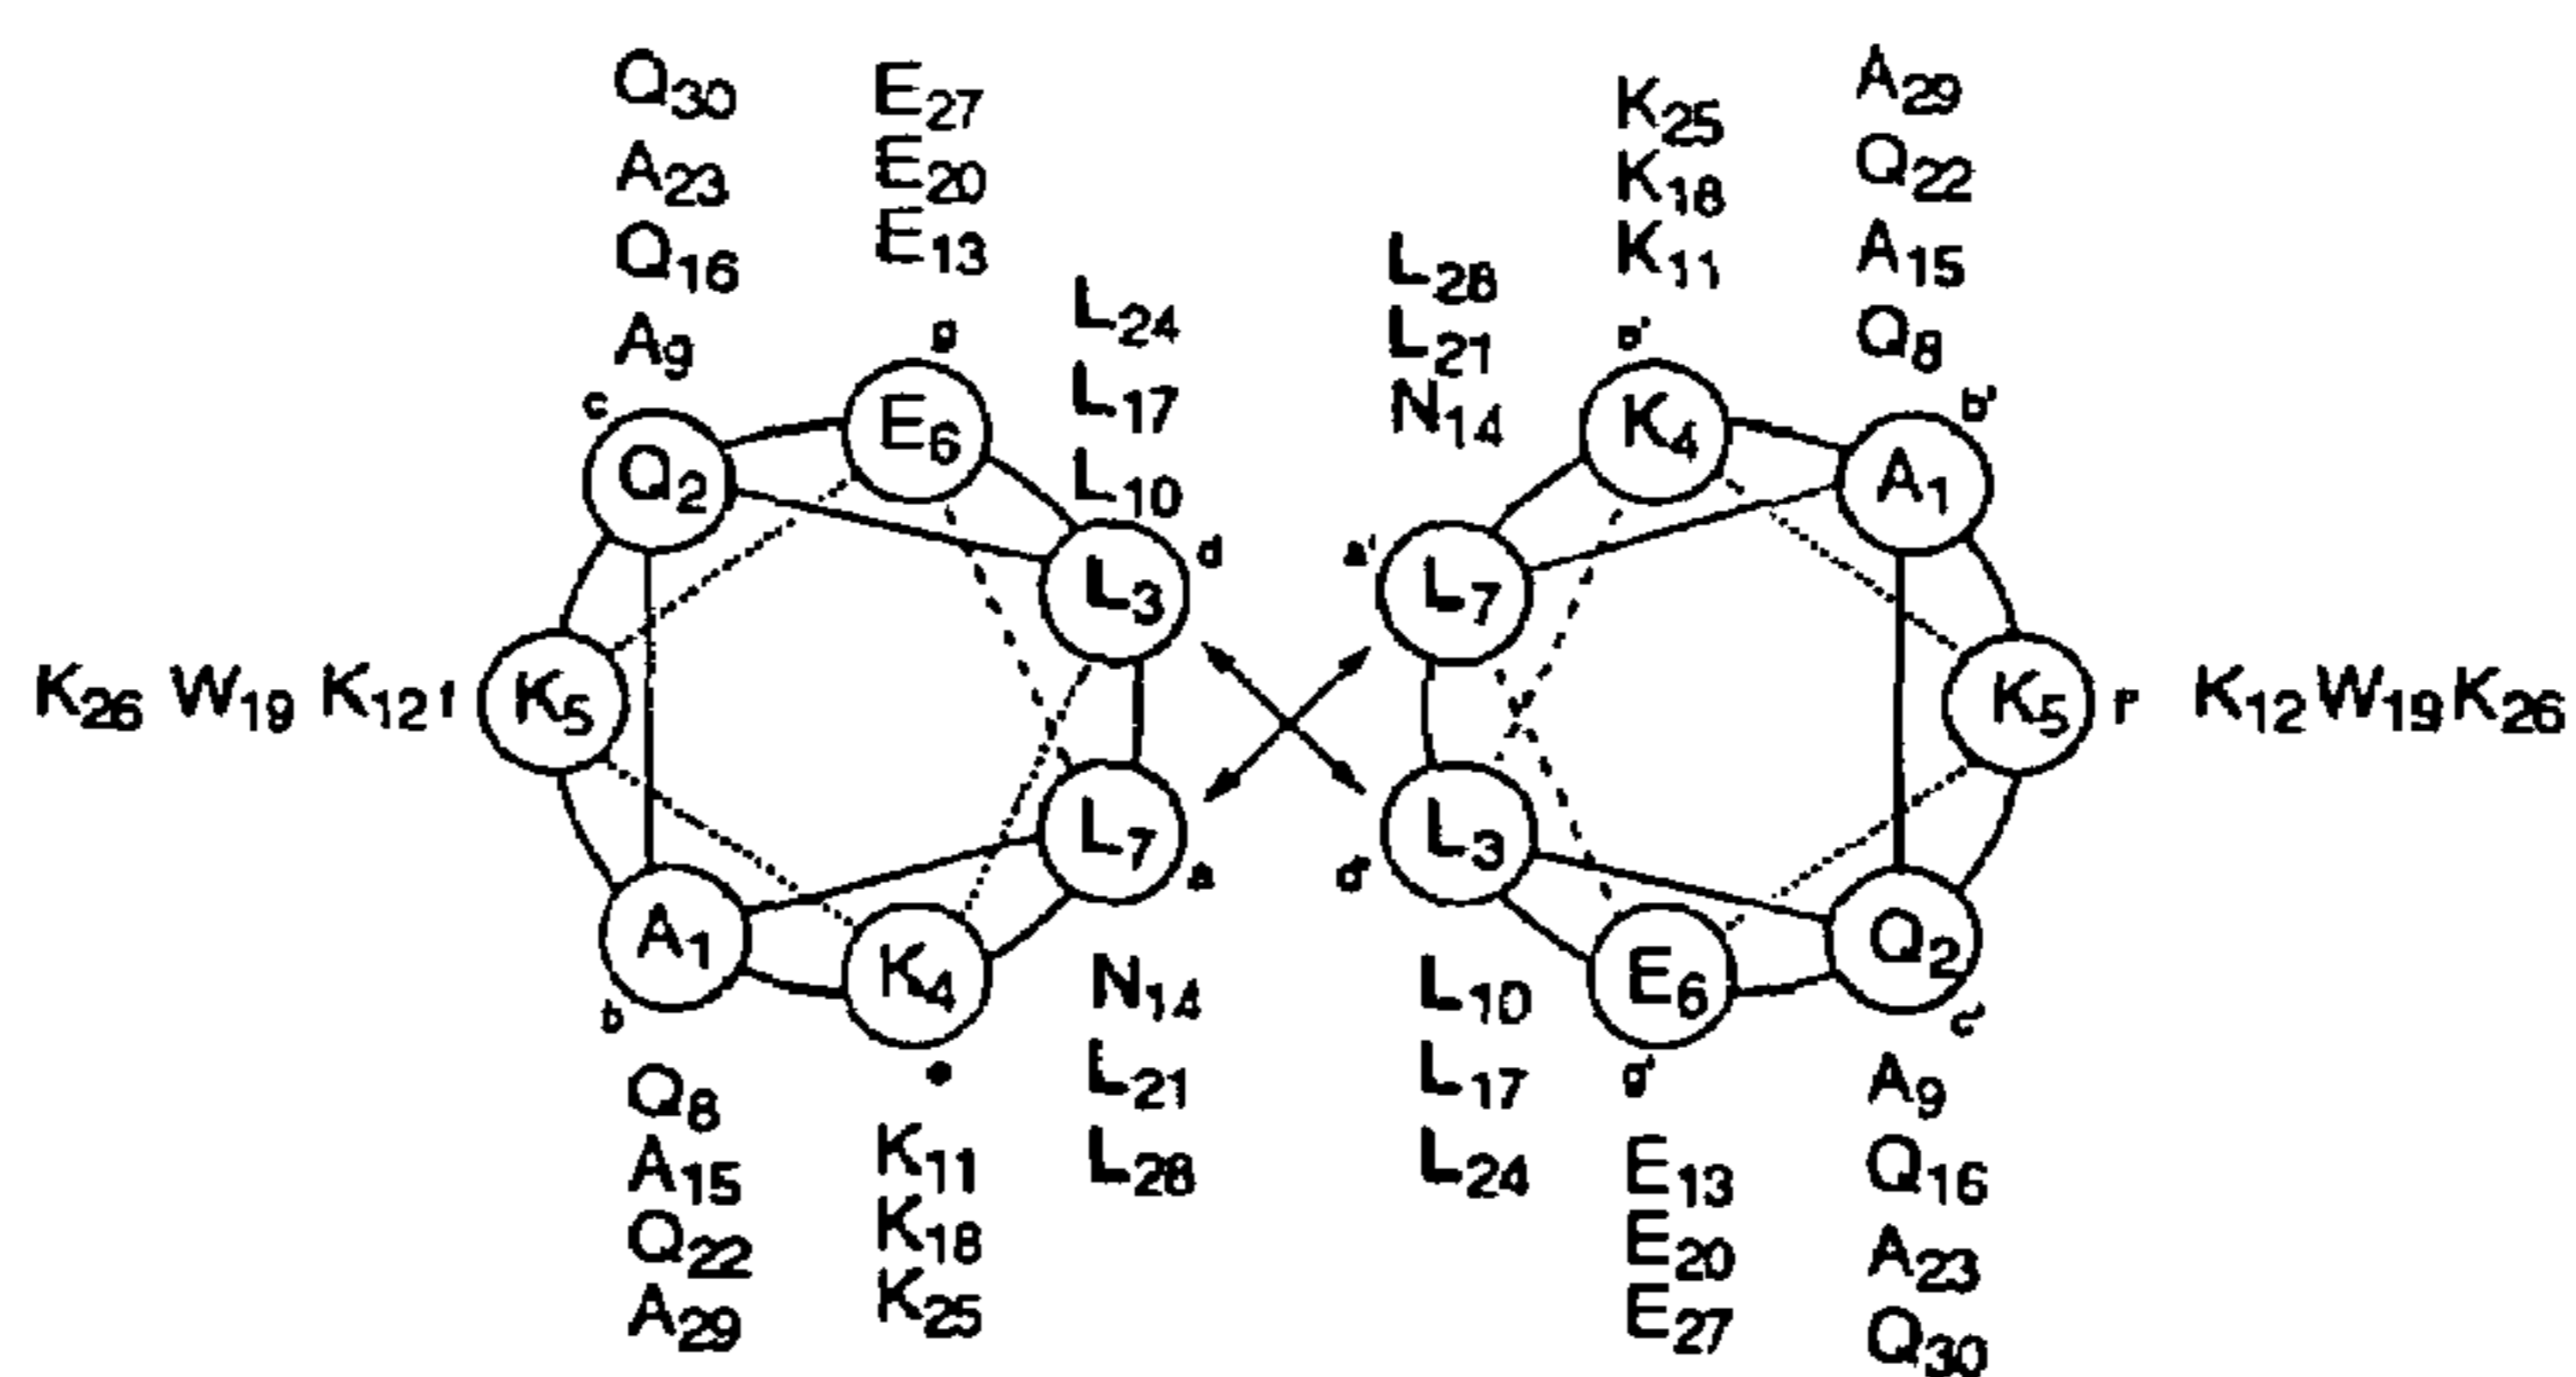 Q30 E27 K25 A29
A23 E20 K18 Q22
Q16 E13 K11 A15
A9 Q8
L24 L28
L17 L21
L10 N14
c g e' b'
Q2 E6 K4 A1
L3 d a' L7
K26 W19 K12 f K5 K5 f' K12 W19 K26
L7 a d' L3
A1 K4 E6 Q2
b e g' c'
N14 L10
L21 L17
L28 L24
Q8 A9
A15 K11 E13 Q16
Q22 K18 E20 A23
A29 K25 E27 Q30